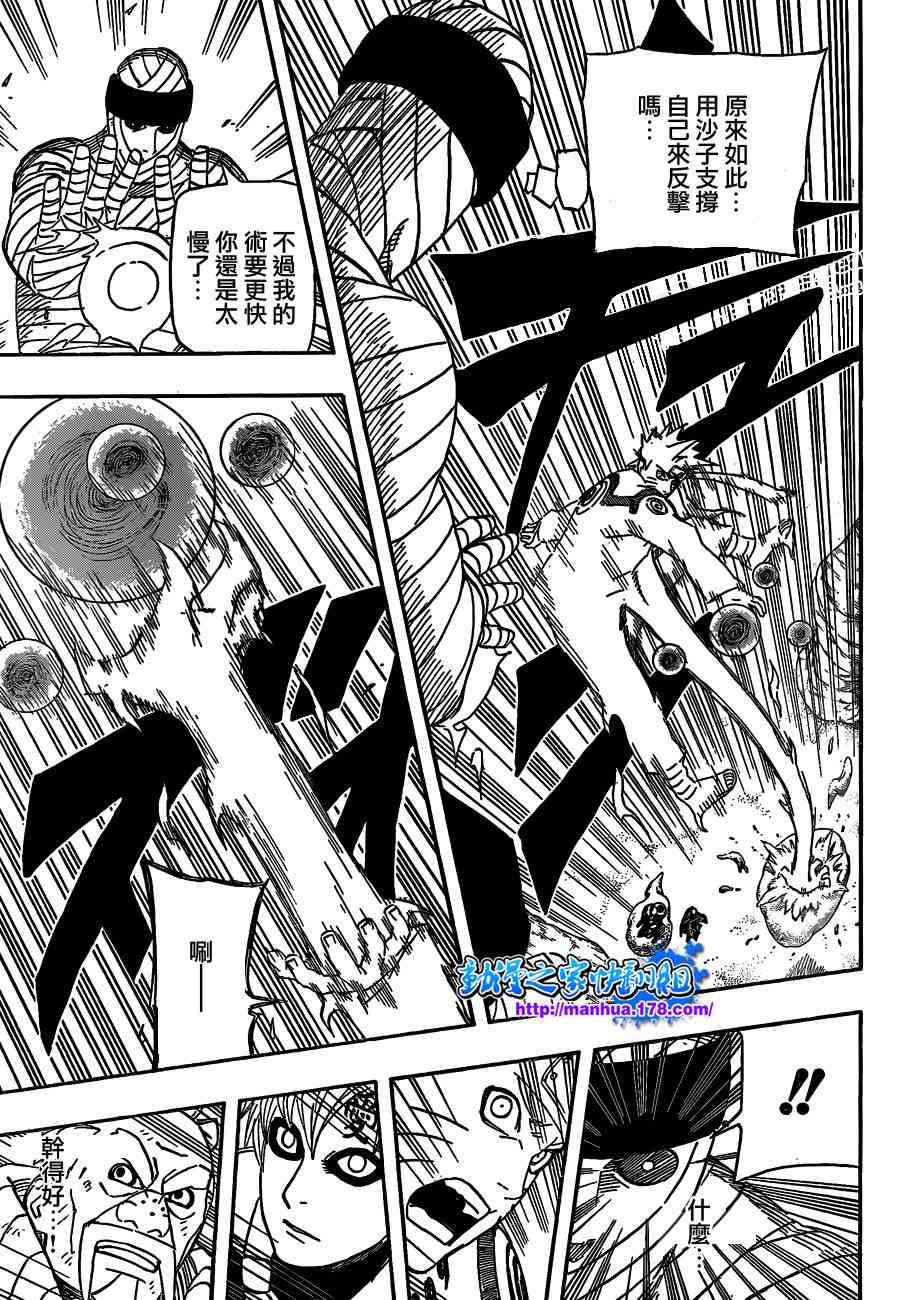 原來如此…
用沙子支撐
自己來反擊
嗎…
不過我的
術要更快
你還是太
慢了…
唰—
!!
什麼…
幹得好…!
動漫之家快翻組
http://manhua.178.com/